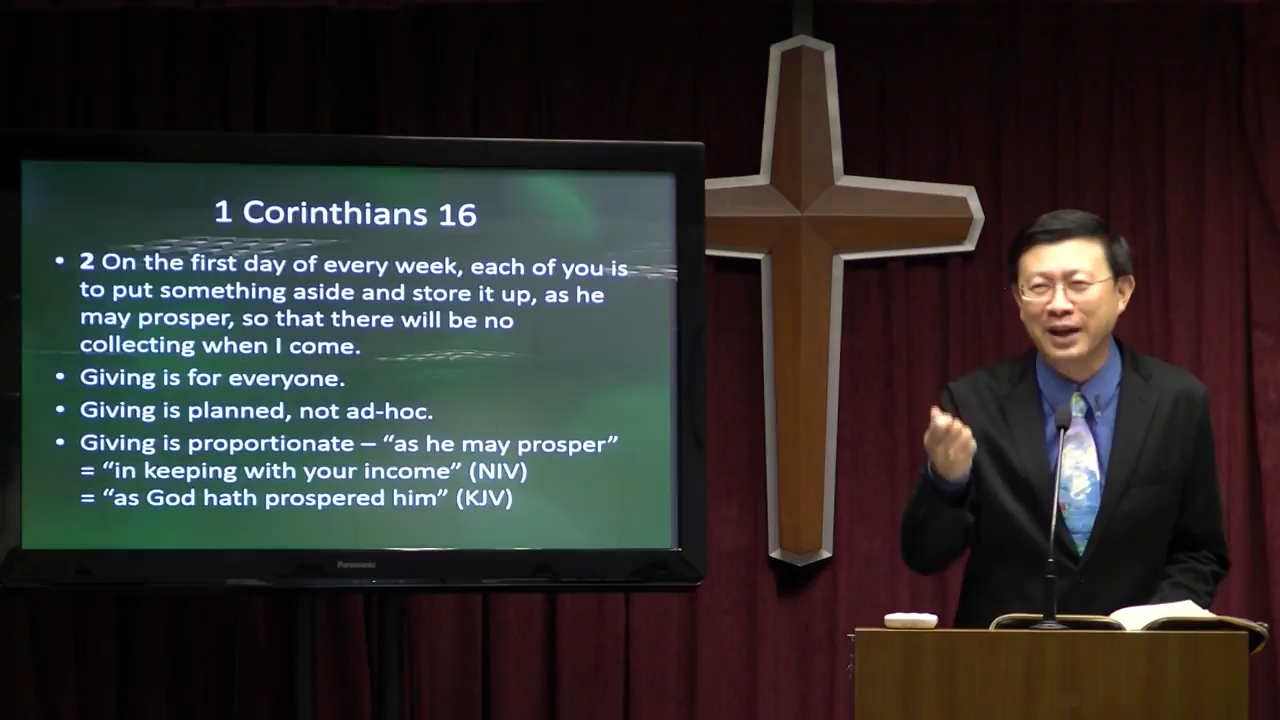 1 Corinthians 16
• 2 On the first day of every week, each of you is
to put something aside and store it up, as he
may prosper, so that there will be no
collecting when I come.
• Giving is for everyone.
• Giving is planned, not ad-hoc.
• Giving is proportionate – “as he may prosper”
= “in keeping with your income” (NIV)
= “as God hath prospered him” (KJV)
Panasonic